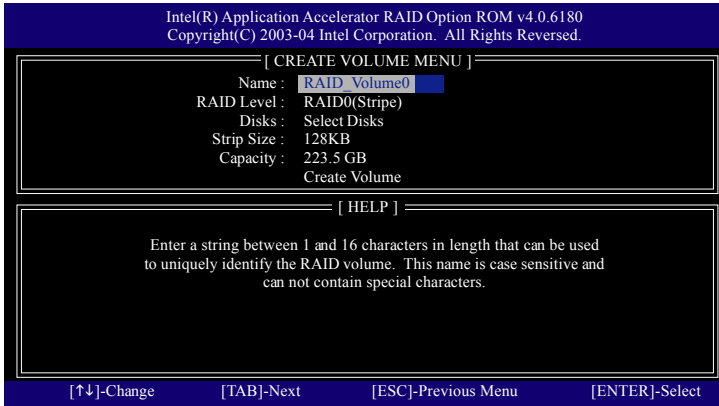 Intel(R) Application Accelerator RAID Option ROM v4.0.6180
Copyright(C) 2003-04 Intel Corporation. All Rights Reversed.
[ CREATE VOLUME MENU ]
Name : RAID_Volume0
RAID Level : RAID0(Stripe)
Disks : Select Disks
Strip Size : 128KB
Capacity : 223.5 GB
Create Volume
[ HELP ]
Enter a string between 1 and 16 characters in length that can be used
to uniquely identify the RAID volume. This name is case sensitive and
can not contain special characters.
[↑↓]-Change [TAB]-Next [ESC]-Previous Menu [ENTER]-Select